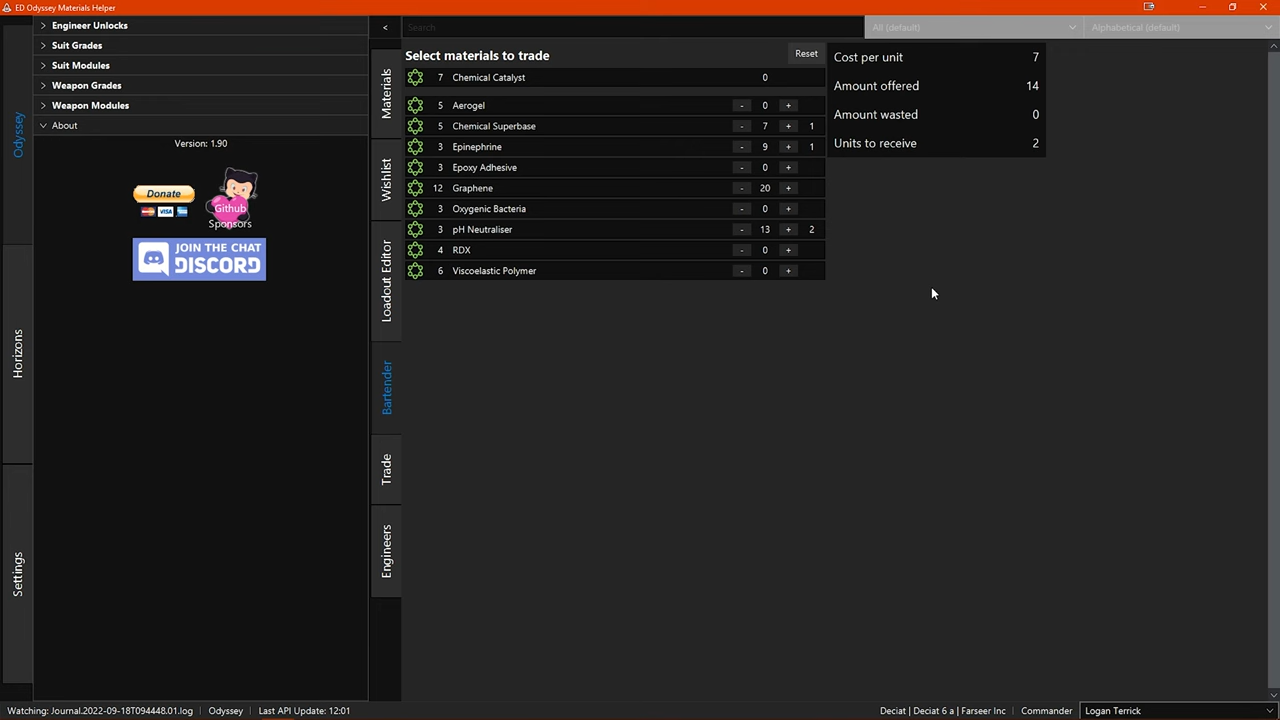 ED Odyssey Materials Helper
Odyssey
Horizons
Settings
Engineer Unlocks
Suit Grades
Suit Modules
Weapon Grades
Weapon Modules
About
Version: 1.90
Donate
VISA
Github
Sponsors
JOIN THE CHAT
DISCORD
<
Materials
Wishlist
Loadout Editor
Bartender
Trade
Engineers
Search
All (default)
Alphabetical (default)
Select materials to trade
Reset
7 Chemical Catalyst 0
5 Aerogel - 0 +
5 Chemical Superbase - 7 + 1
3 Epinephrine - 9 + 1
3 Epoxy Adhesive - 0 +
12 Graphene - 20 +
3 Oxygenic Bacteria - 0 +
3 pH Neutraliser - 13 + 2
4 RDX - 0 +
6 Viscoelastic Polymer - 0 +
Cost per unit 7
Amount offered 14
Amount wasted 0
Units to receive 2
Watching: Journal.2022-09-18T094448.01.log | Odyssey | Last API Update: 12:01
Deciat | Deciat 6 a | Farseer Inc | Commander Logan Terrick